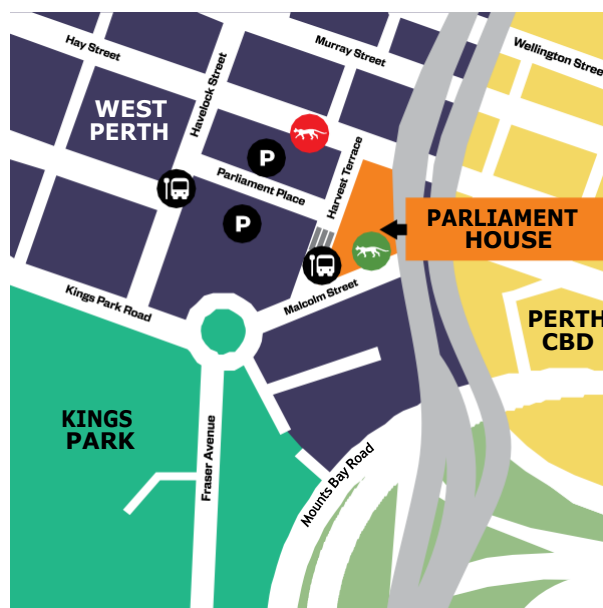 Hay Street
Murray Street
Wellington Stree
Havelock Street
WEST
PERTH
P
Parliament Place
Harvest Terrace
P
PARLIAMENT
HOUSE
Kings Park Road
Malcolm Street
PERTH
CBD
KINGS
PARK
Fraser Avenue
Mounts Bay Road